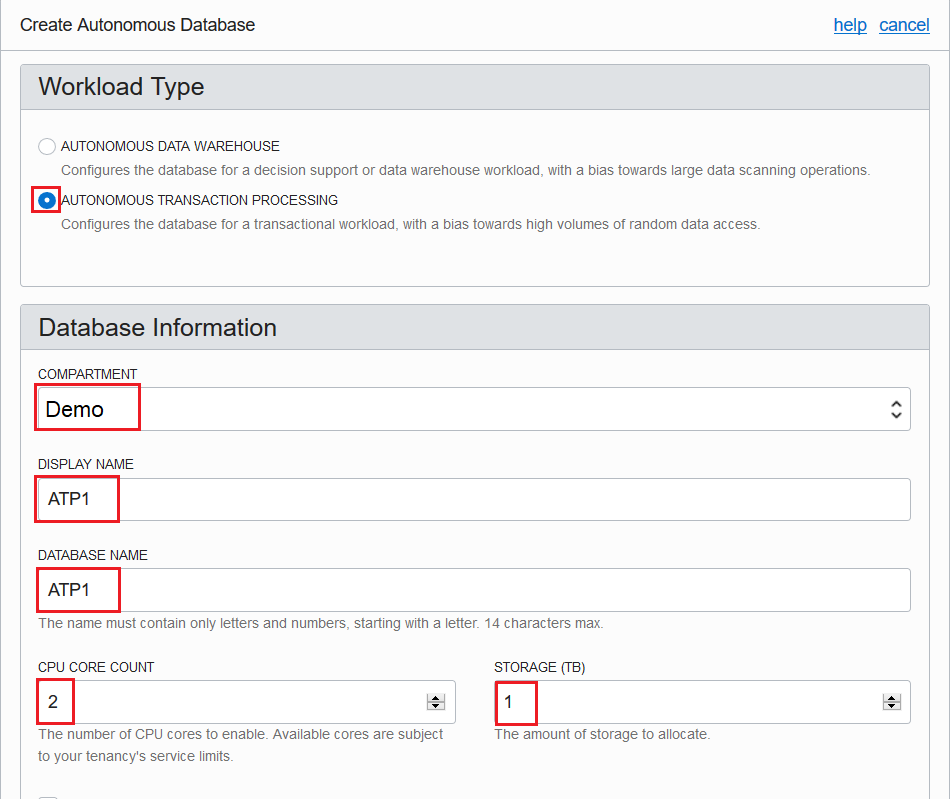 Create Autonomous Database
help cancel
Workload Type
AUTONOMOUS DATA WAREHOUSE
Configures the database for a decision support or data warehouse workload, with a bias towards large data scanning operations.
AUTONOMOUS TRANSACTION PROCESSING
Configures the database for a transactional workload, with a bias towards high volumes of random data access.
Database Information
COMPARTMENT
Demo
DISPLAY NAME
ATP1
DATABASE NAME
ATP1
The name must contain only letters and numbers, starting with a letter. 14 characters max.
CPU CORE COUNT
2
The number of CPU cores to enable. Available cores are subject
to your tenancy's service limits.
STORAGE (TB)
1
The amount of storage to allocate.